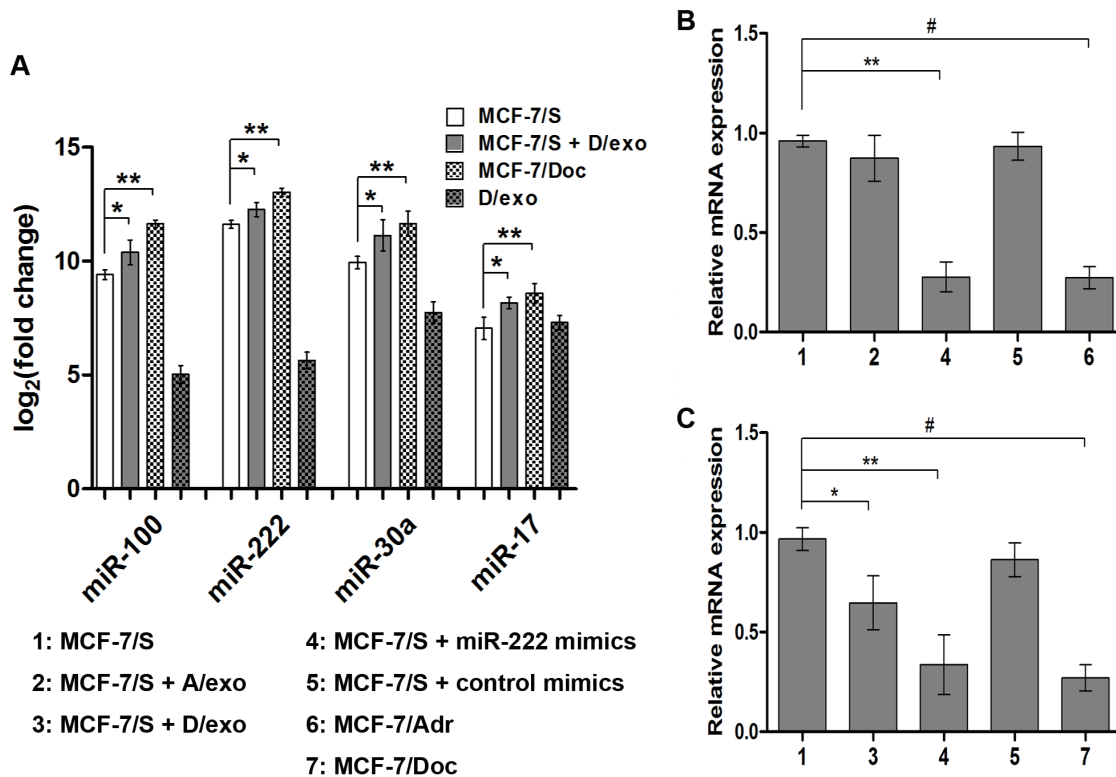 A
log2(fold change)
15
10
5
0
** * ** * ** * ** *
MCF-7/S
MCF-7/S + D/exo
MCF-7/Doc
D/exo
miR-100 miR-222 miR-30a miR-17
B
Relative mRNA expression
1.5
1.0
0.5
0.0
#
**
1 2 4 5 6
C
Relative mRNA expression
1.5
1.0
0.5
0.0
#
**
*
1 3 4 5 7
1: MCF-7/S
2: MCF-7/S + A/exo
3: MCF-7/S + D/exo
4: MCF-7/S + miR-222 mimics
5: MCF-7/S + control mimics
6: MCF-7/Adr
7: MCF-7/Doc